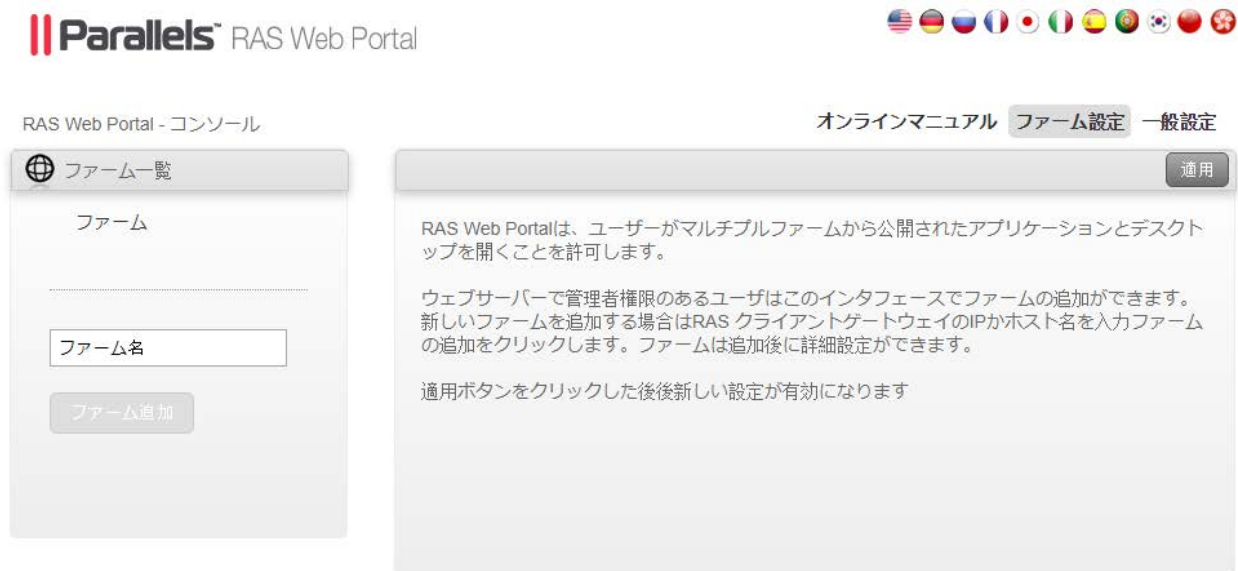 Parallels™ RAS Web Portal
RAS Web Portal - コンソール
オンラインマニュアル ファーム設定 一般設定
ファーム一覧
適用
ファーム
ファーム名
ファーム追加
RAS Web Portalは、ユーザーがマルチプルファームから公開されたアプリケーションとデスクト
ップを開くことを許可します。
ウェブサーバーで管理者権限のあるユーザはこのインタフェースでファームの追加ができます。
新しいファームを追加する場合はRAS クライアントゲートウェイのIPかホスト名を入力ファーム
の追加をクリックします。ファームは追加後に詳細設定ができます。
適用ボタンをクリックした後後新しい設定が有効になります